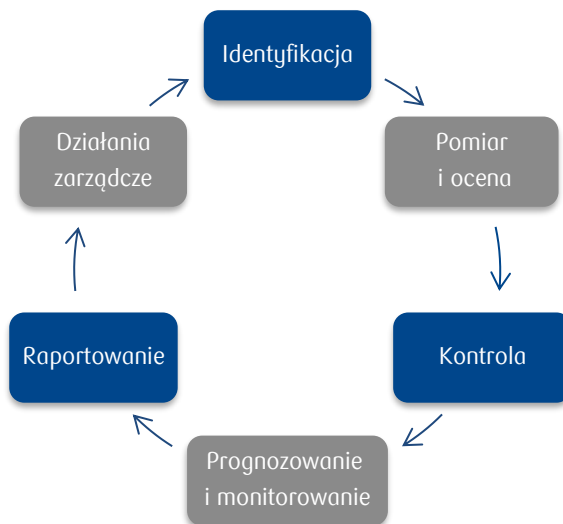 Identyfikacja
Pomiar
i ocena
Kontrola
Prognozowanie
i monitorowanie
Raportowanie
Działania
zarządcze